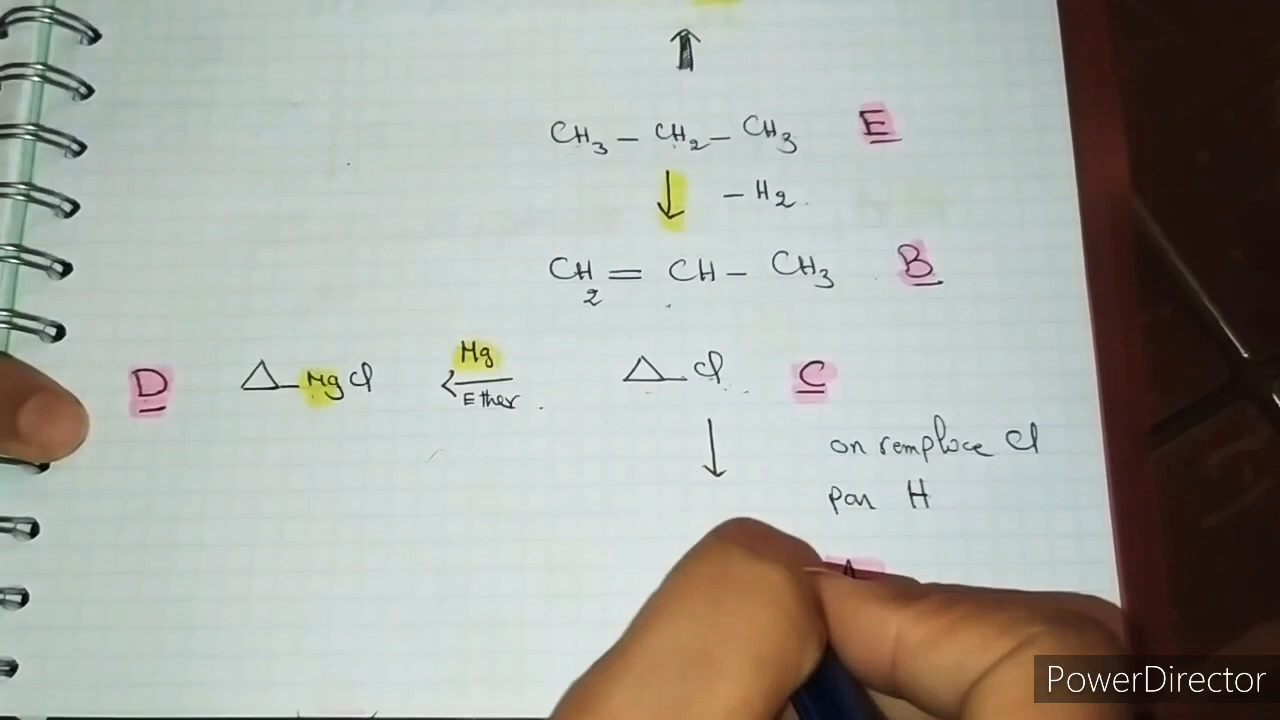 CH3 – CH2 – CH3 E
– H2
CH2 = CH – CH3 B
D MgCl Mg Ether Cl C
on remplace Cl
par H
A
PowerDirector